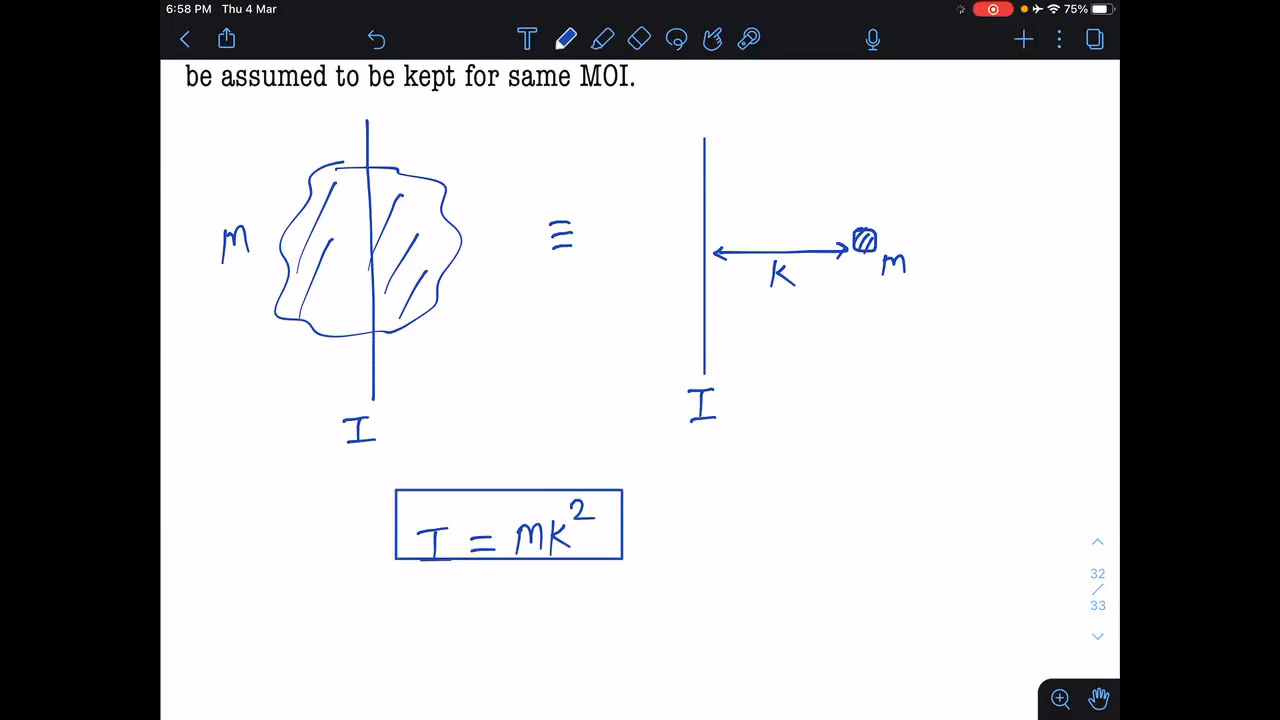 6:58 PM Thu 4 Mar
75%
T
be assumed to be kept for same MOI.
M
≡
K
M
I
I
I = MK²
32
/
33